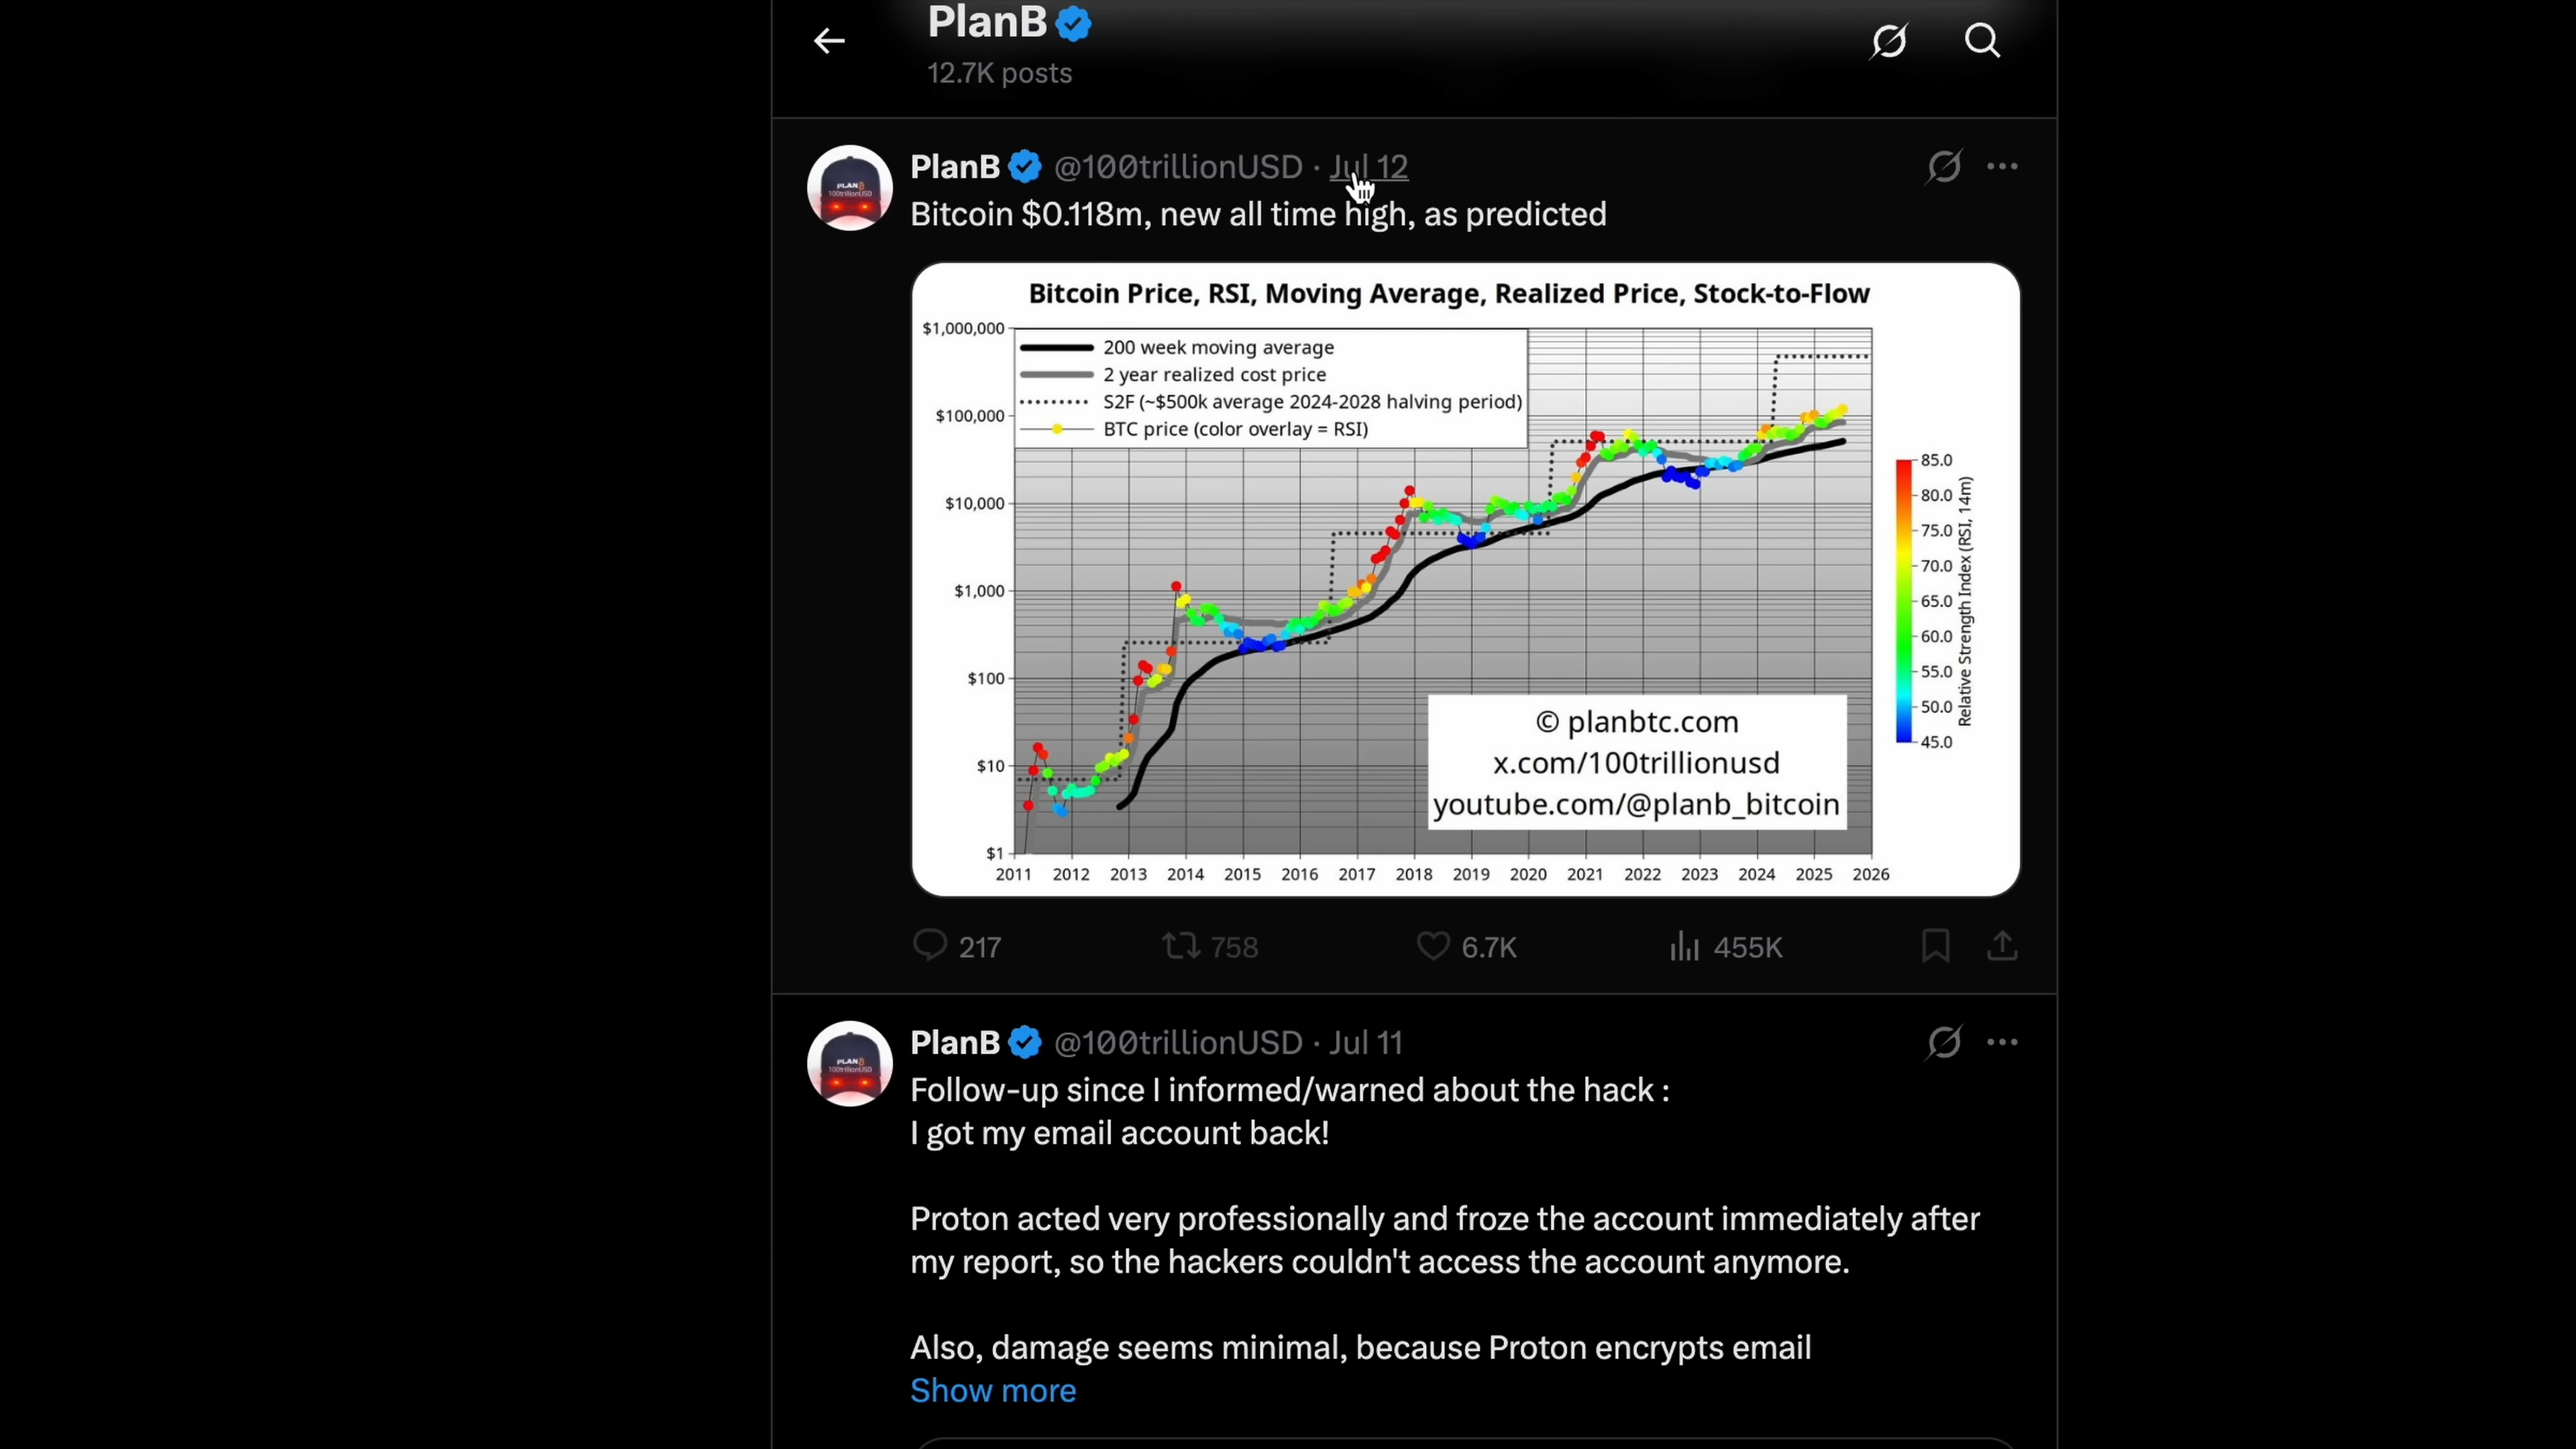 PlanB
12.7K posts
PlanB @100trillionUSD · Jul 12
Bitcoin $0.118m, new all time high, as predicted
Bitcoin Price, RSI, Moving Average, Realized Price, Stock-to-Flow
$1,000,000
$100,000
$10,000
$1,000
$100
$10
$1
200 week moving average
2 year realized cost price
S2F (~$500k average 2024-2028 halving period)
BTC price (color overlay = RSI)
© planbtc.com
x.com/100trillionusd
youtube.com/@planb_bitcoin
2011 2012 2013 2014 2015 2016 2017 2018 2019 2020 2021 2022 2023 2024 2025 2026
85.0
80.0
75.0
70.0
65.0
60.0
55.0
50.0
45.0
Relative Strength Index (RSI, 14m)
217 758 6.7K 455K
PlanB @100trillionUSD · Jul 11
Follow-up since I informed/warned about the hack :
I got my email account back!
Proton acted very professionally and froze the account immediately after
my report, so the hackers couldn't access the account anymore.
Also, damage seems minimal, because Proton encrypts email
Show more
PLANB
100trillionUSD
PLANB
100trillionUSD